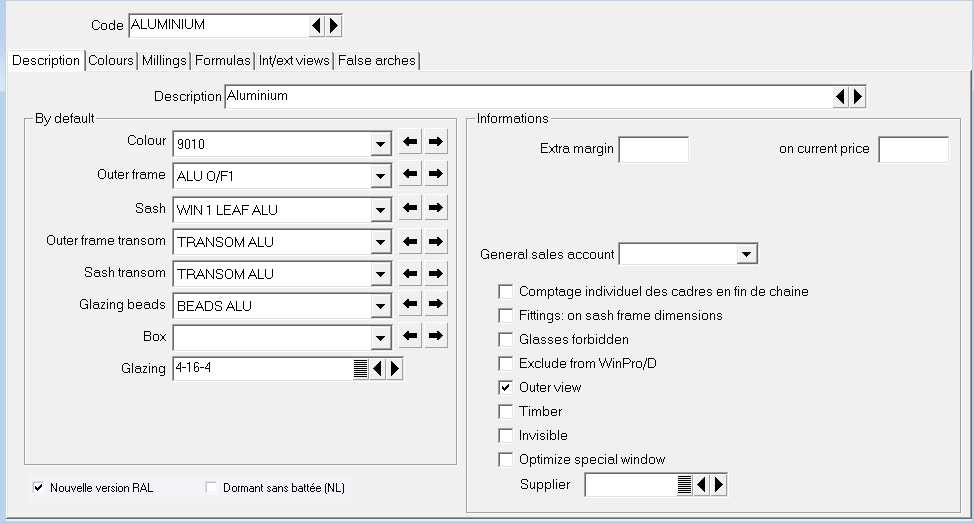 Code ALUMINIUM
Description Colours Millings Formulas Int/ext views False arches
Description Aluminium
By default
Colour 9010
Outer frame ALU O/F1
Sash WIN 1 LEAF ALU
Outer frame transom TRANSOM ALU
Sash transom TRANSOM ALU
Glazing beads BEADS ALU
Box
Glazing 4-16-4
Nouvelle version RAL
Dormant sans battée (NL)
Informations
Extra margin on current price
General sales account
Comptage individuel des cadres en fin de chaine
Fittings: on sash frame dimensions
Glasses forbidden
Exclude from WinPro/D
Outer view
Timber
Invisible
Optimize special window
Supplier